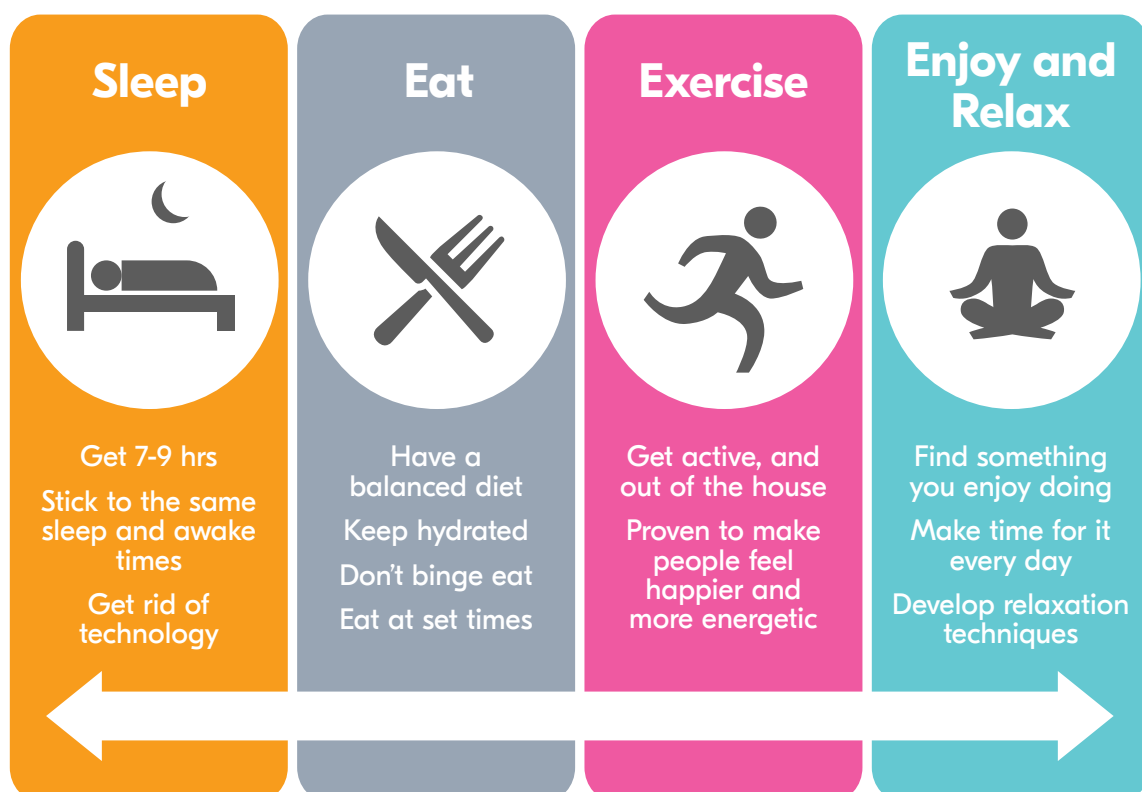 Sleep
Get 7-9 hrs
Stick to the same
sleep and awake
times
Get rid of
technology
Eat
Have a
balanced diet
Keep hydrated
Don't binge eat
Eat at set times
Exercise
Get active, and
out of the house
Proven to make
people feel
happier and
more energetic
Enjoy and
Relax
Find something
you enjoy doing
Make time for it
every day
Develop relaxation
techniques